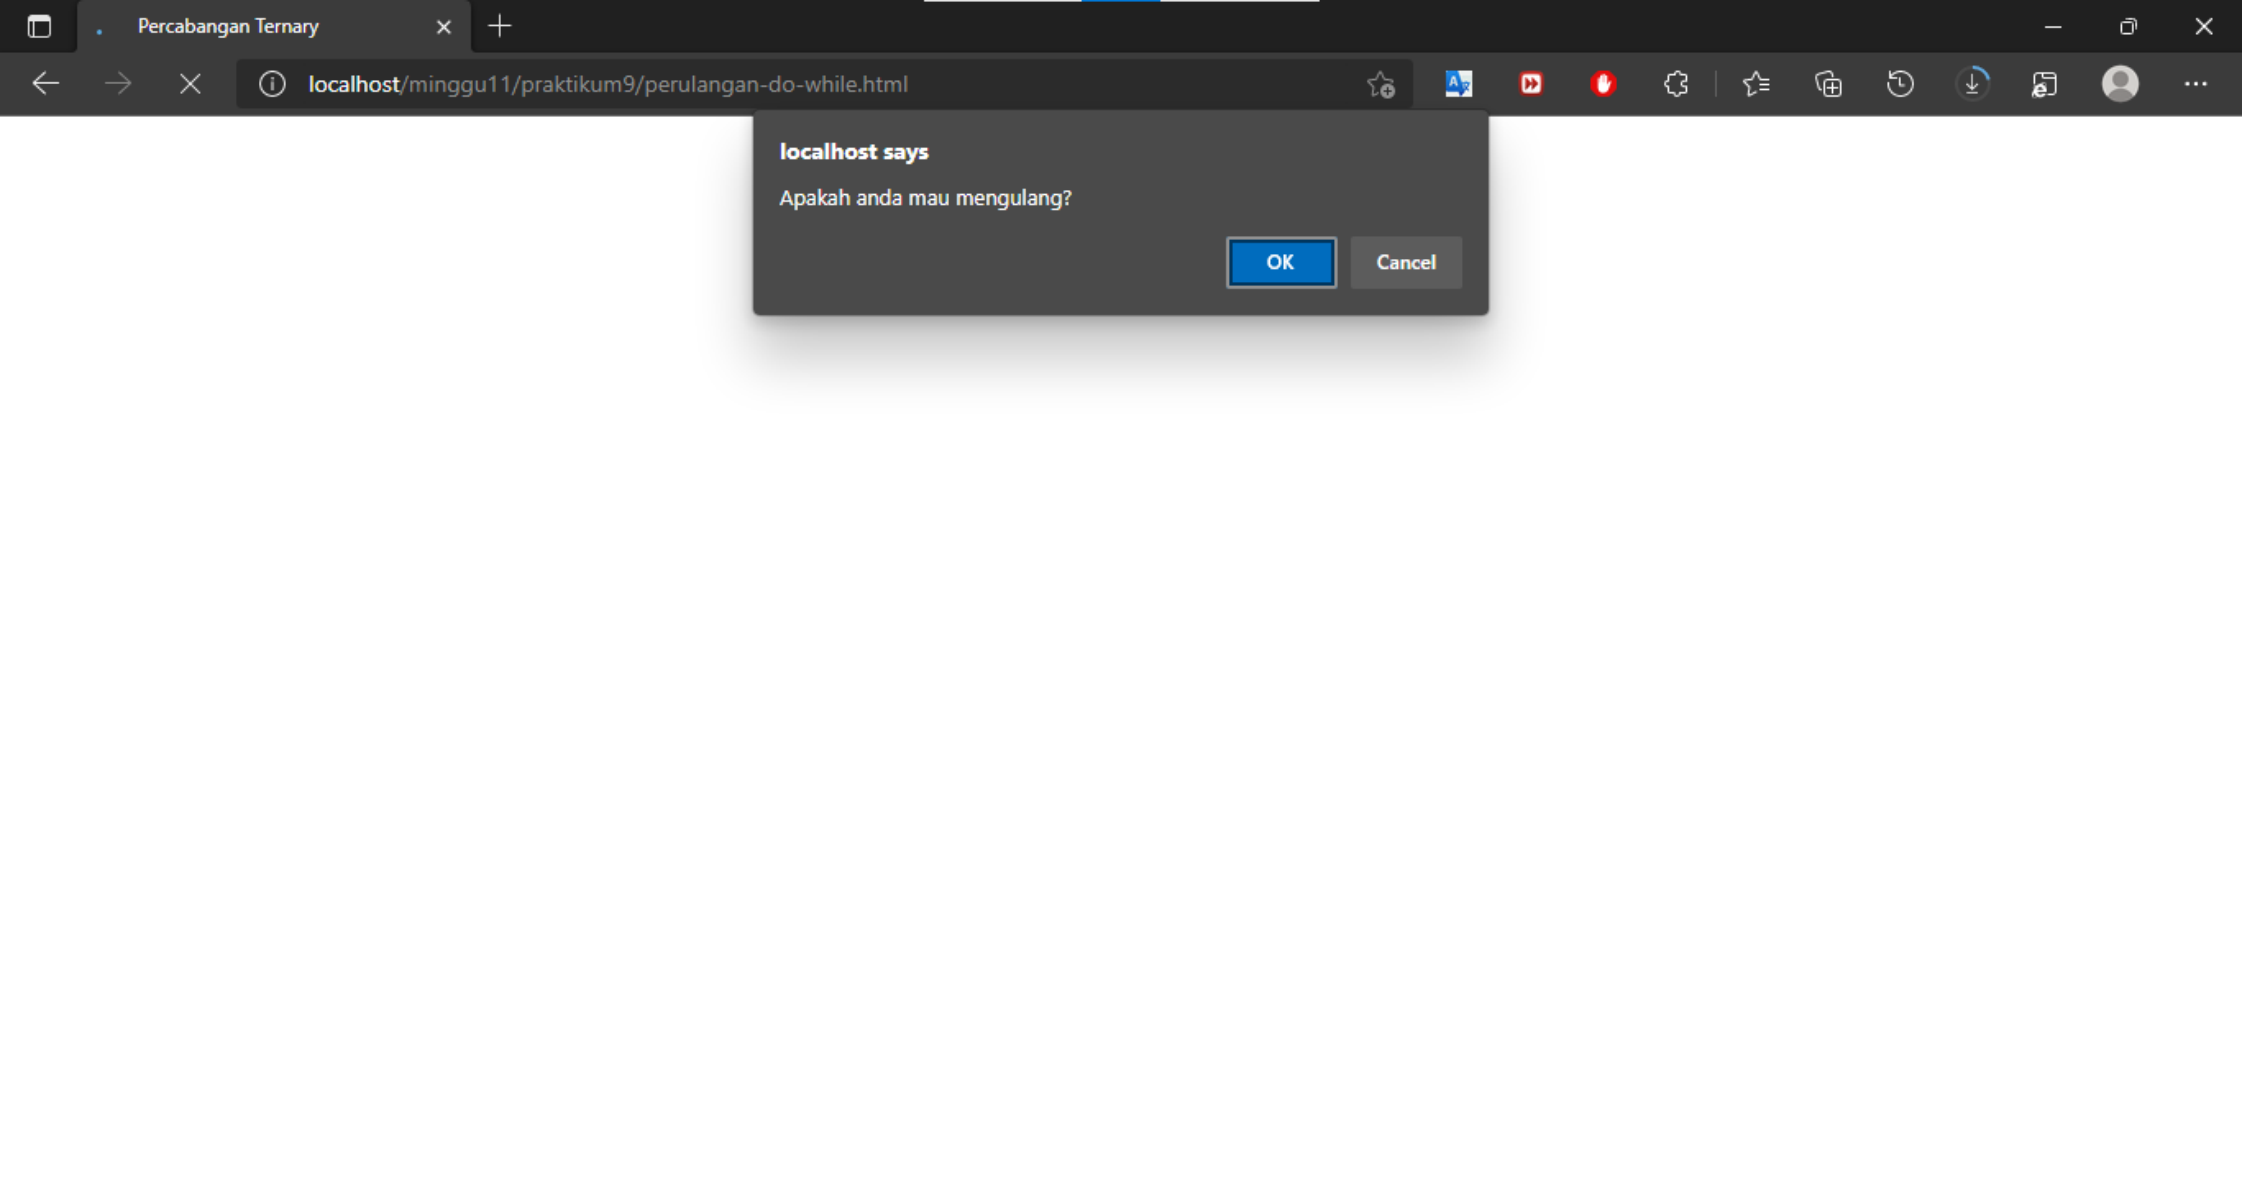 Percabangan Ternary
localhost/minggu11/praktikum9/perulangan-do-while.html
localhost says
Apakah anda mau mengulang?
OK
Cancel